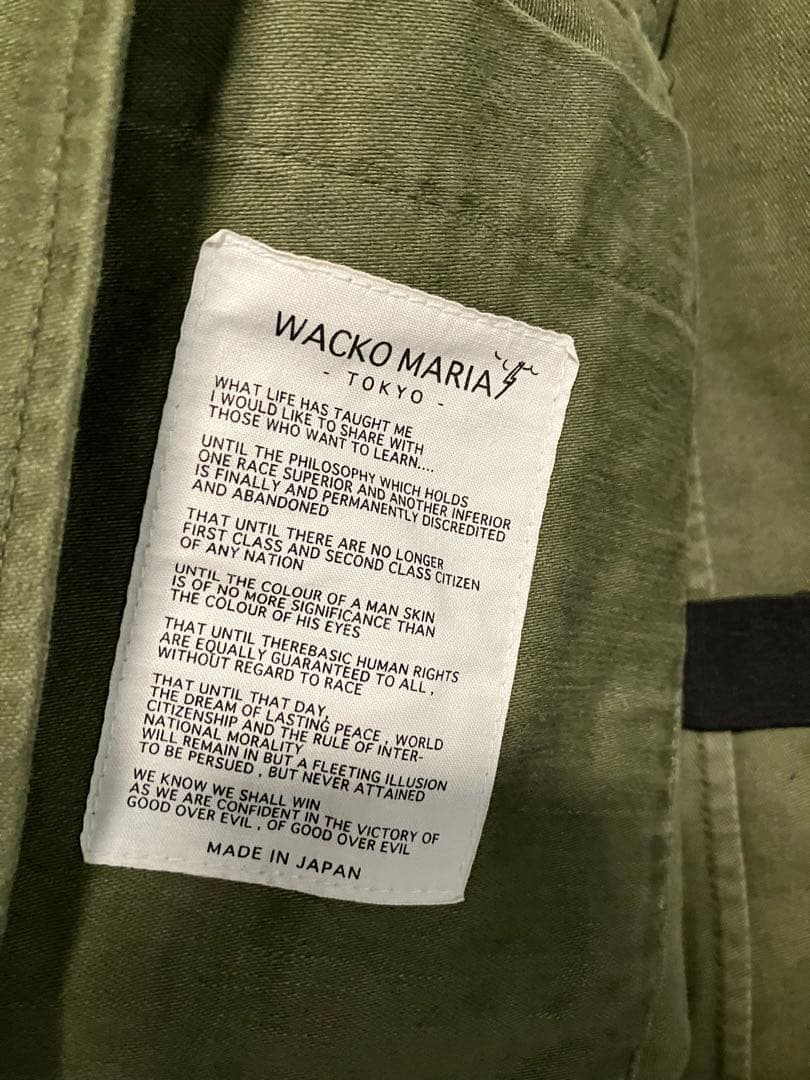 WACKO MARIA
- TOKYO -
WHAT LIFE HAS TAUGHT ME
I WOULD LIKE TO SHARE WITH
THOSE WHO WANT TO LEARN....
UNTIL THE PHILOSOPHY WHICH HOLDS
ONE RACE SUPERIOR AND ANOTHER INFERIOR
IS FINALLY AND PERMANENTLY DISCREDITED
AND ABANDONED
THAT UNTIL THERE ARE NO LONGER
FIRST CLASS AND SECOND CLASS CITIZEN
OF ANY NATION
UNTIL THE COLOUR OF A MAN SKIN
IS OF NO MORE SIGNIFICANCE THAN
THE COLOUR OF HIS EYES
THAT UNTIL THEREBASIC HUMAN RIGHTS
ARE EQUALLY GUARANTEED TO ALL ,
WITHOUT REGARD TO RACE
THAT UNTIL THAT DAY,
THE DREAM OF LASTING PEACE , WORLD
CITIZENSHIP AND THE RULE OF INTER-
NATIONAL MORALITY
WILL REMAIN IN BUT A FLEETING ILLUSION
TO BE PERSUED , BUT NEVER ATTAINED
WE KNOW WE SHALL WIN
AS WE ARE CONFIDENT IN THE VICTORY OF
GOOD OVER EVIL , OF GOOD OVER EVIL
MADE IN JAPAN